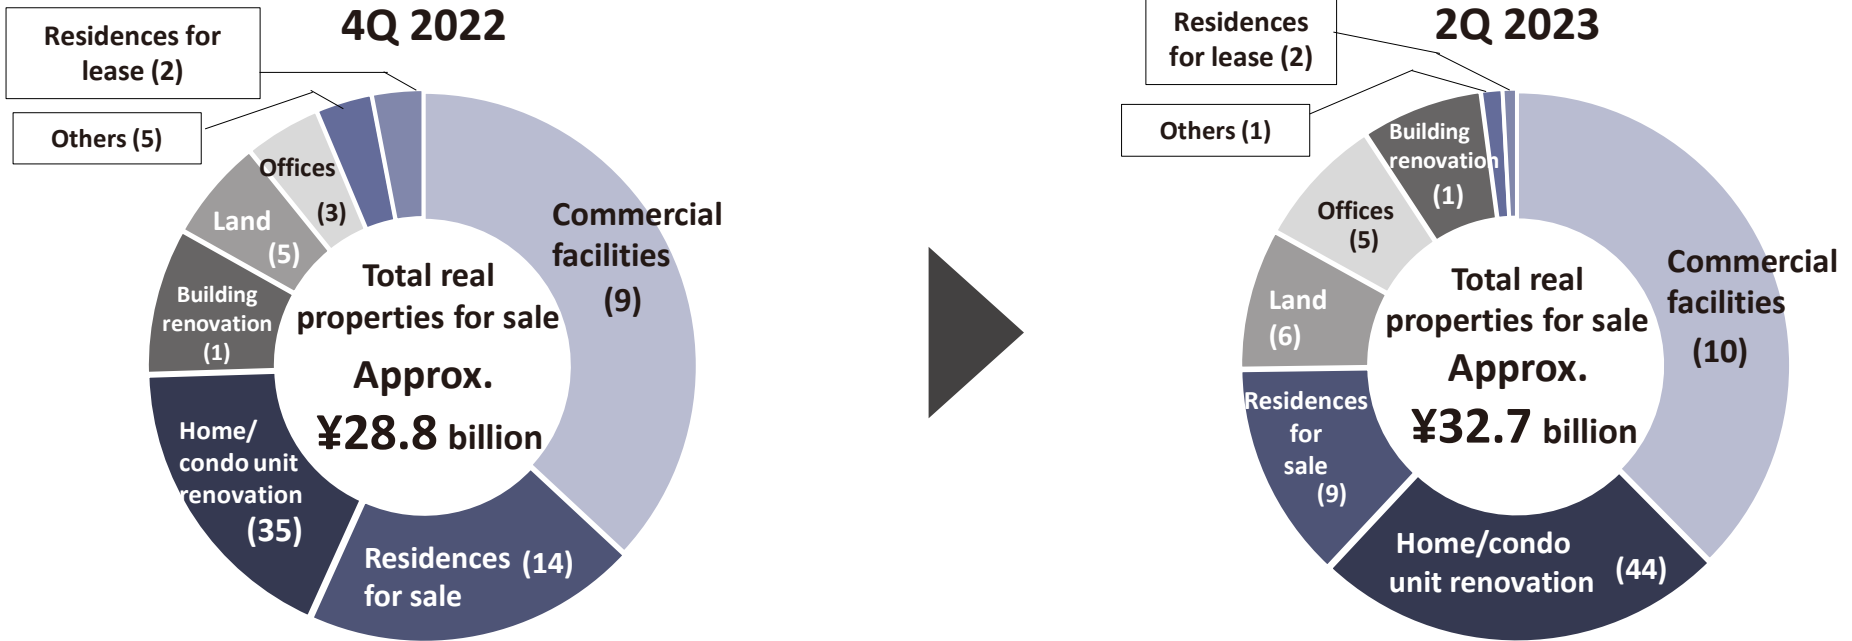 4Q 2022
Residences for
lease (2)
Others (5)
Offices
(3)
Land
(5)
Building
renovation
(1)
Home/
condo unit
renovation
(35)
Residences (14)
for sale
Commercial
facilities
(9)
Total real
properties for sale
Approx.
¥28.8 billion
2Q 2023
Residences
for lease (2)
Others (1)
Building
renovation
(1)
Offices
(5)
Land
(6)
Residences
for
sale
(9)
Home/condo
unit renovation (44)
Commercial
facilities
(10)
Total real
properties for sale
Approx.
¥32.7 billion